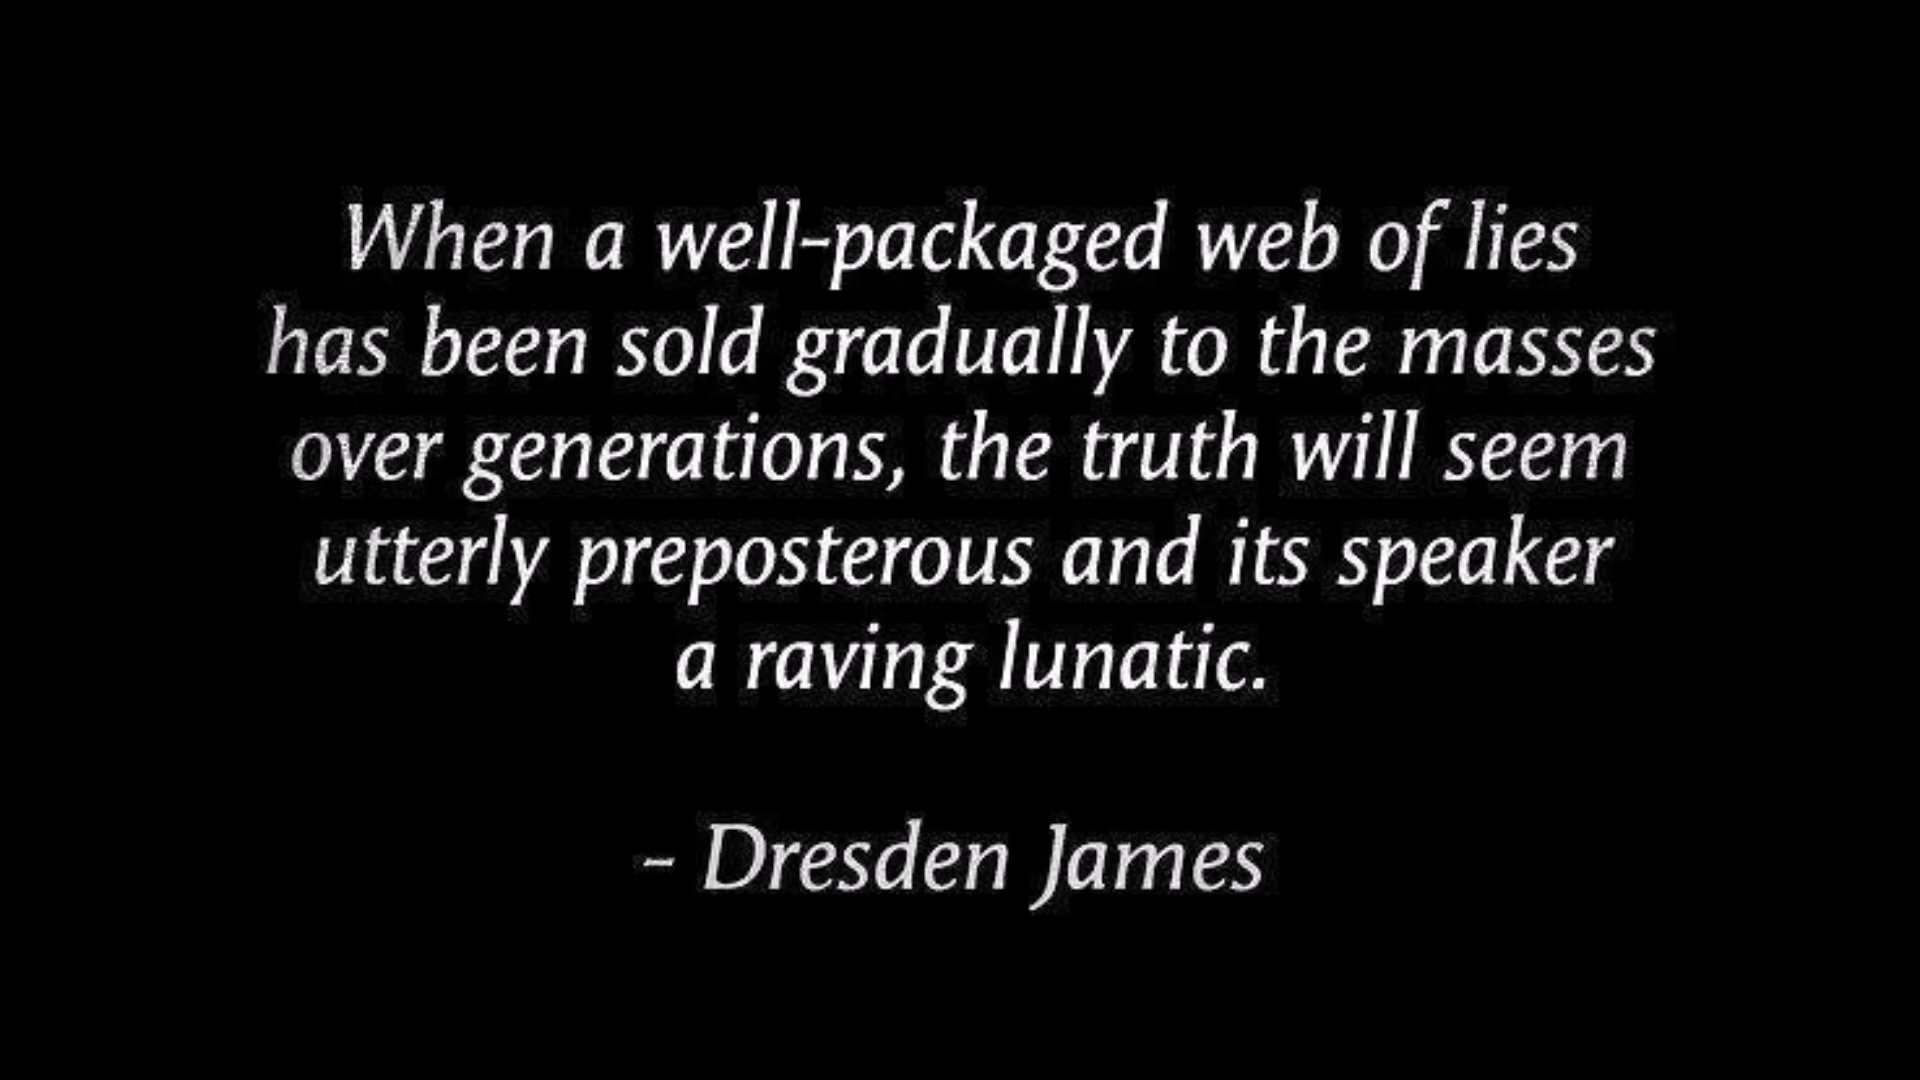 When a well-packaged web of lies
has been sold gradually to the masses
over generations, the truth will seem
utterly preposterous and its speaker
a raving lunatic.
- Dresden James